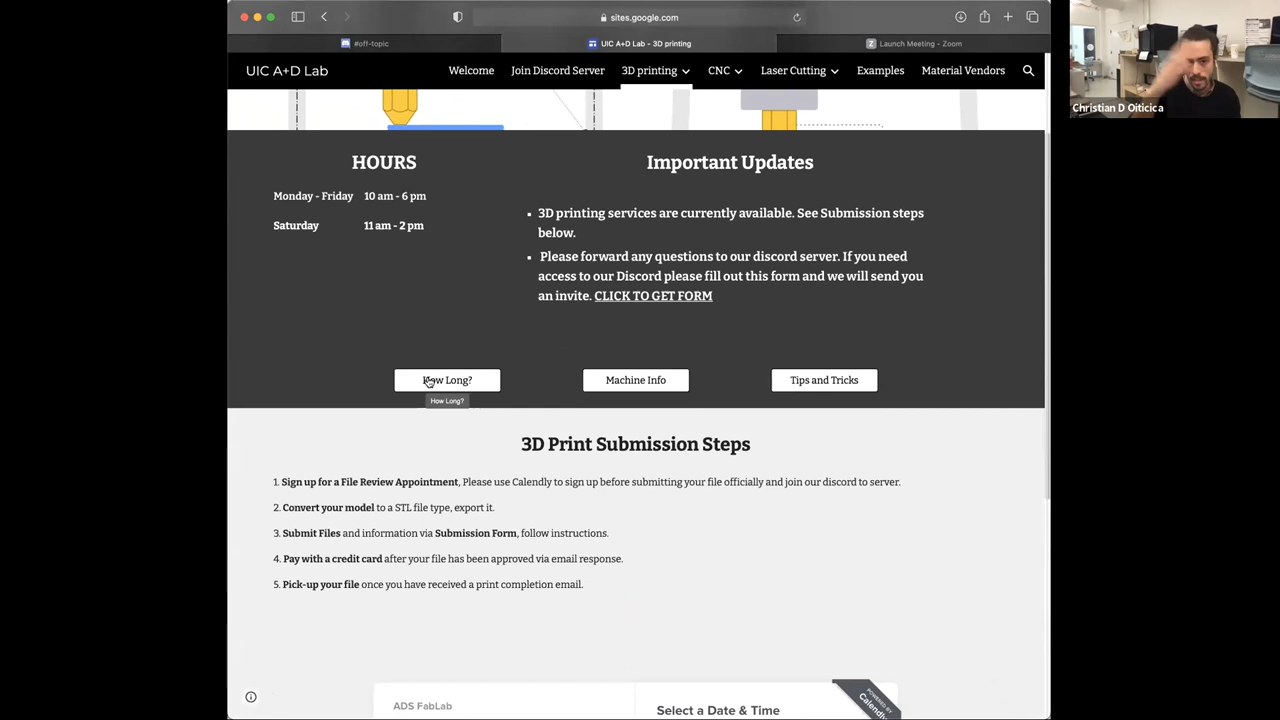 sites.google.com
#off-topic
UIC A+D Lab - 3D printing
Launch Meeting - Zoom
UIC A+D Lab
Welcome
Join Discord Server
3D printing
CNC
Laser Cutting
Examples
Material Vendors
Christian D Oiticica
HOURS
Monday - Friday 10 am - 6 pm
Saturday 11 am - 2 pm
Important Updates
3D printing services are currently available. See Submission steps
below.
Please forward any questions to our discord server. If you need
access to our Discord please fill out this form and we will send you
an invite. CLICK TO GET FORM
How Long?
Machine Info
Tips and Tricks
How Long?
3D Print Submission Steps
1. Sign up for a File Review Appointment, Please use Calendly to sign up before submitting your file officially and join our discord to server.
2. Convert your model to a STL file type, export it.
3. Submit Files and information via Submission Form, follow instructions.
4. Pay with a credit card after your file has been approved via email response.
5. Pick-up your file once you have received a print completion email.
ADS FabLab
Select a Date & Time
POWERED BY
Calendly